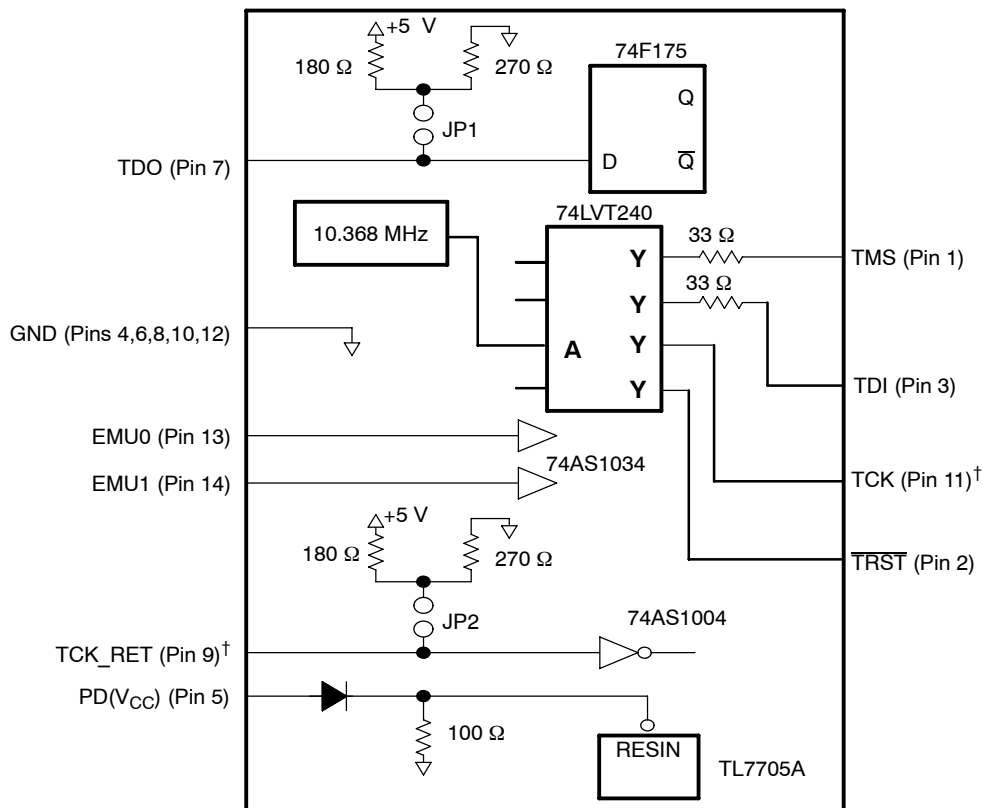 +5 V
180 Ω
270 Ω
JP1
74F175
Q
D
Q̅
TDO (Pin 7)
10.368 MHz
74LVT240
33 Ω
Y
TMS (Pin 1)
33 Ω
Y
GND (Pins 4,6,8,10,12)
A
Y
Y
TDI (Pin 3)
EMU0 (Pin 13)
74AS1034
EMU1 (Pin 14)
TCK (Pin 11)†
+5 V
180 Ω
270 Ω
T̅R̅S̅T̅ (Pin 2)
JP2
74AS1004
TCK_RET (Pin 9)†
PD(VCC) (Pin 5)
100 Ω
RESIN
TL7705A